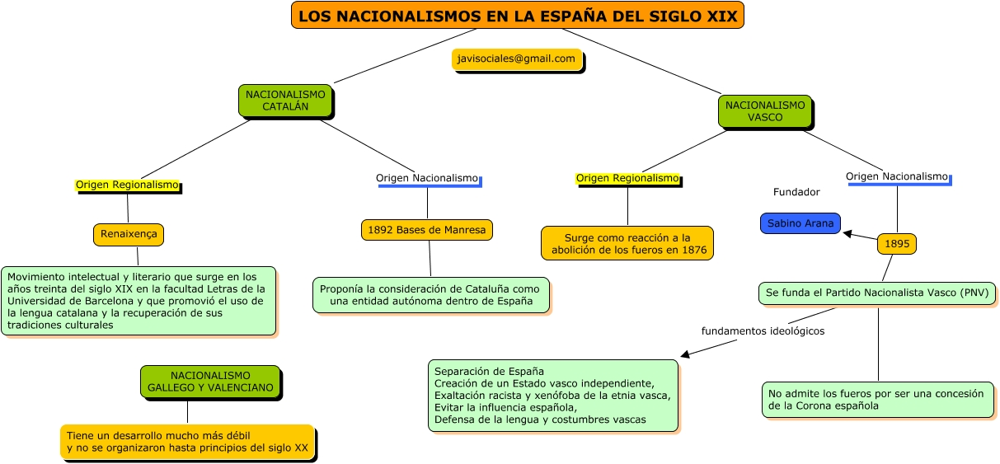 LOS NACIONALISMOS EN LA ESPAÑA DEL SIGLO XIX
javisociales@gmail.com
NACIONALISMO
CATALÁN
NACIONALISMO
VASCO
Origen Regionalismo
Origen Nacionalismo
Origen Regionalismo
Origen Nacionalismo
Fundador
Renaixença
1892 Bases de Manresa
Surge como reacción a la
abolición de los fueros en 1876
Sabino Arana
1895
Movimiento intelectual y literario que surge en los
años treinta del siglo XIX en la facultad Letras de la
Universidad de Barcelona y que promovió el uso de
la lengua catalana y la recuperación de sus
tradiciones culturales
Proponía la consideración de Cataluña como
una entidad autónoma dentro de España
Se funda el Partido Nacionalista Vasco (PNV)
fundamentos ideológicos
Separación de España
Creación de un Estado vasco independiente,
Exaltación racista y xenófoba de la etnia vasca,
Evitar la influencia española,
Defensa de la lengua y costumbres vascas
No admite los fueros por ser una concesión
de la Corona española
NACIONALISMO
GALLEGO Y VALENCIANO
Tiene un desarrollo mucho más débil
y no se organizaron hasta principios del siglo XX